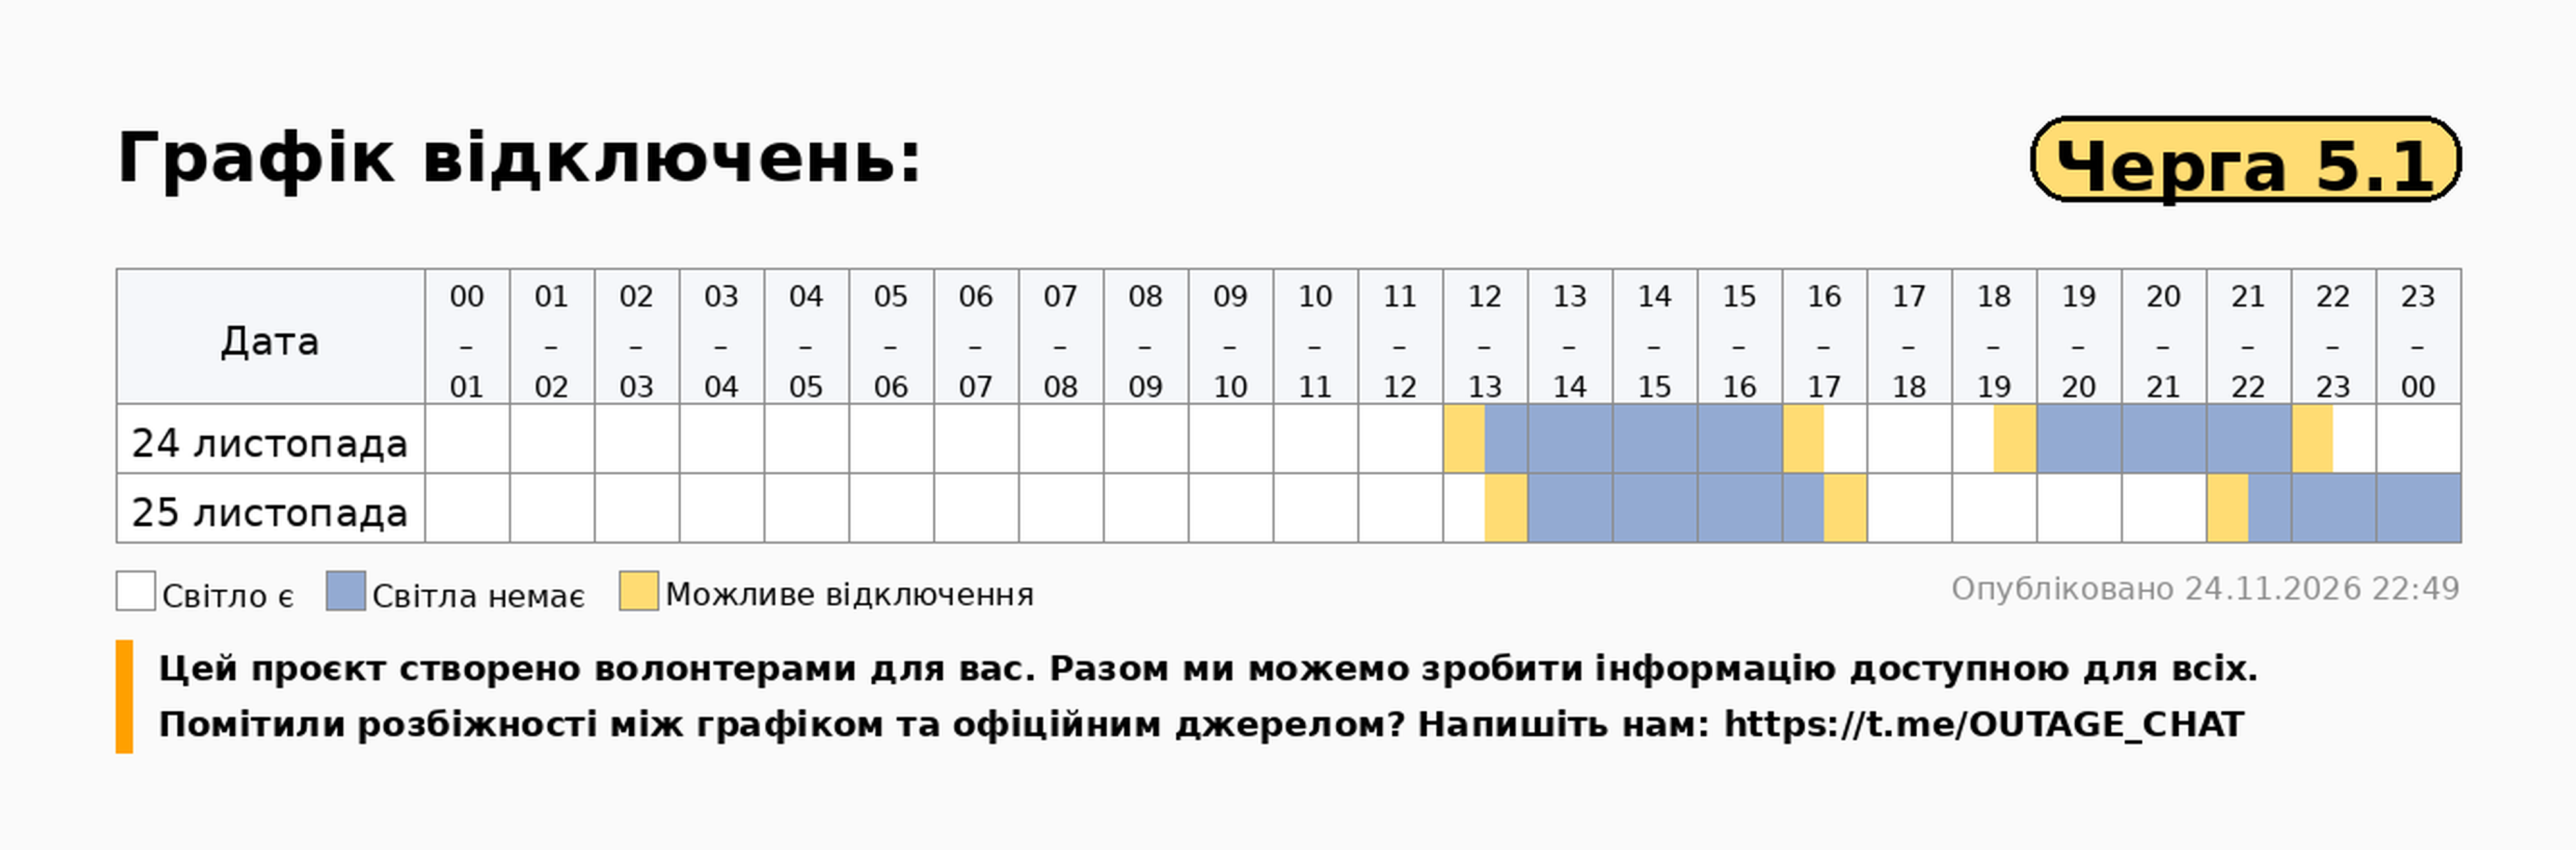 Графік відключень:
Черга 5.1
Дата
00 – 01
01 – 02
02 – 03
03 – 04
04 – 05
05 – 06
06 – 07
07 – 08
08 – 09
09 – 10
10 – 11
11 – 12
12 – 13
13 – 14
14 – 15
15 – 16
16 – 17
17 – 18
18 – 19
19 – 20
20 – 21
21 – 22
22 – 23
23 – 00
24 листопада
25 листопада
Світло є
Світла немає
Можливе відключення
Опубліковано 24.11.2026 22:49
Цей проєкт створено волонтерами для вас. Разом ми можемо зробити інформацію доступною для всіх.
Помітили розбіжності між графіком та офіційним джерелом? Напишіть нам: https://t.me/OUTAGE_CHAT